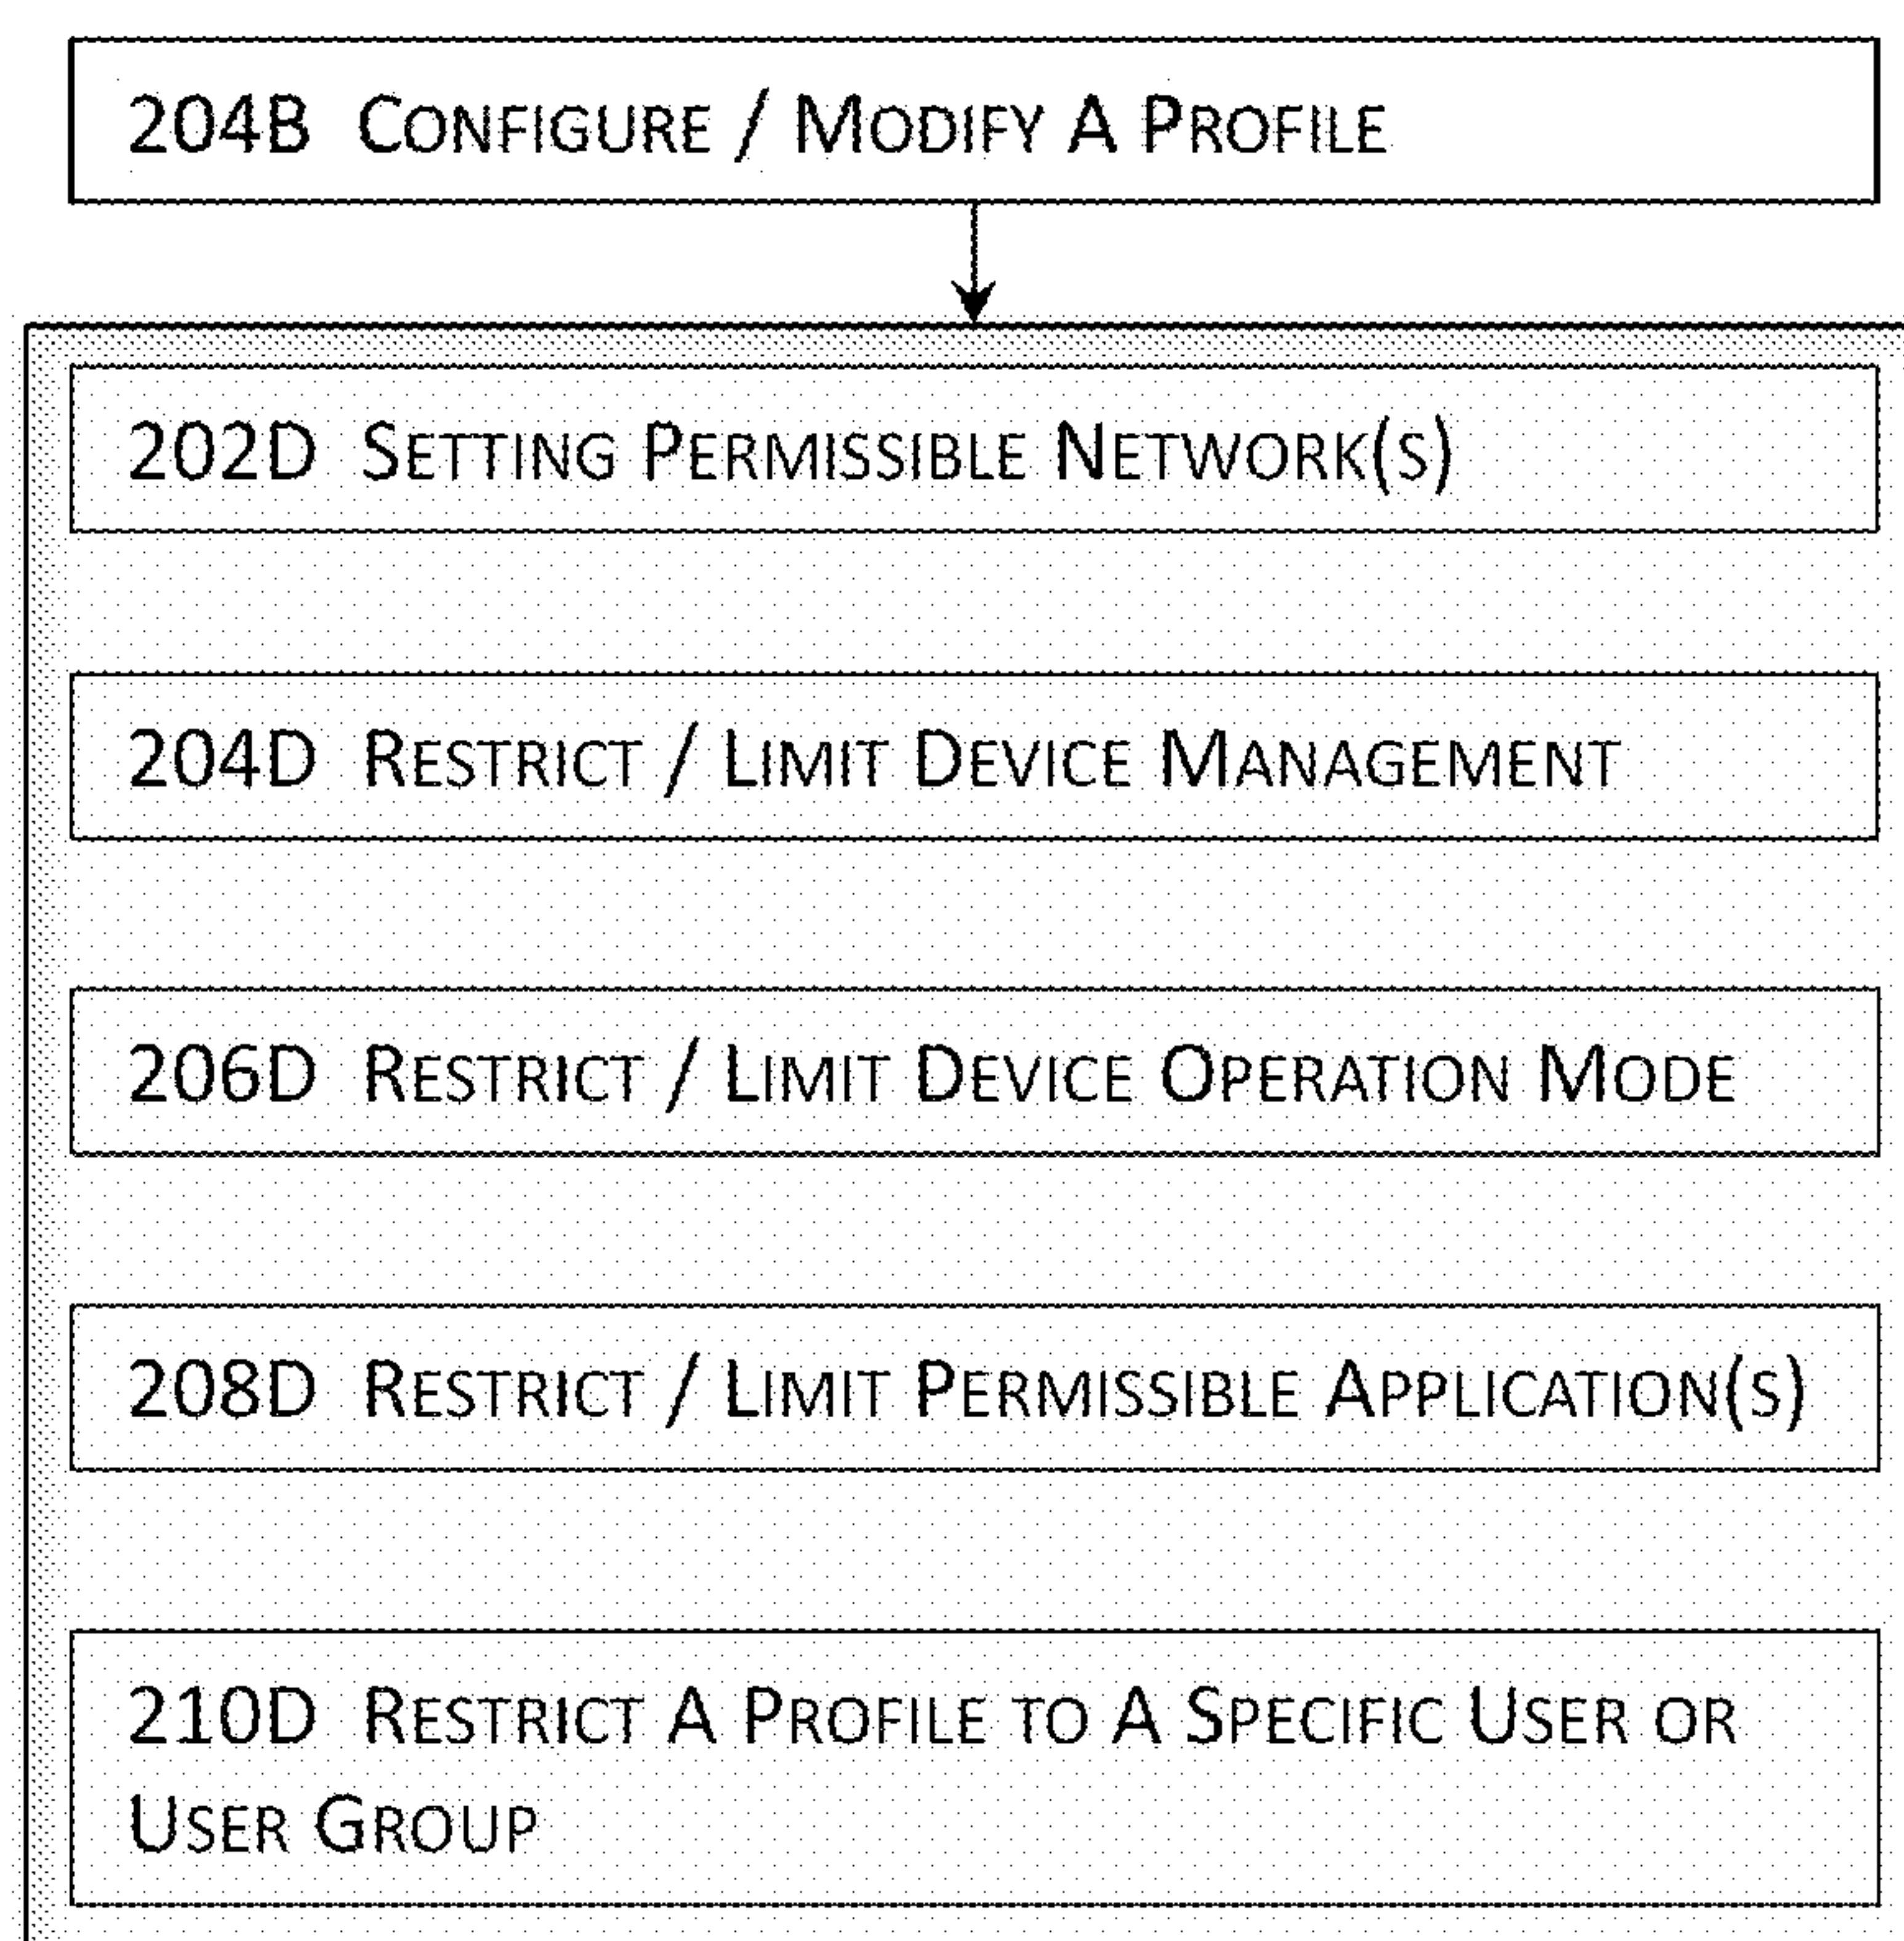 204B Configure / Modify A Profile
202D Setting Permissible Network(s)
204D Restrict / Limit Device Management
206D Restrict / Limit Device Operation Mode
208D Restrict / Limit Permissible Application(s)
210D Restrict A Profile to A Specific User or
User Group